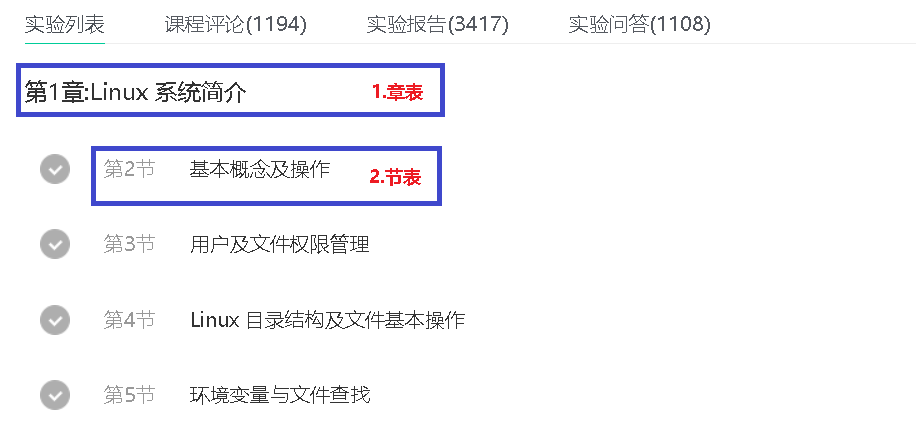 实验列表 课程评论(1194) 实验报告(3417) 实验问答(1108)
第1章:Linux 系统简介 1.章表
第2节 基本概念及操作 2.节表
第3节 用户及文件权限管理
第4节 Linux 目录结构及文件基本操作
第5节 环境变量与文件查找